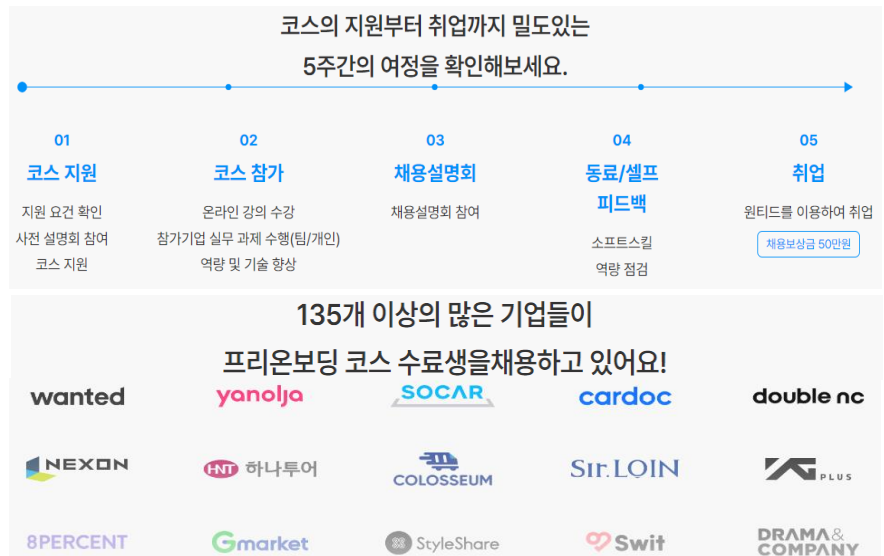 코스의 지원부터 취업까지 밀도있는
5주간의 여정을 확인해보세요.
01
코스 지원
지원 요건 확인
사전 설명회 참여
코스 지원
02
코스 참가
온라인 강의 수강
참가기업 실무 과제 수행(팀/개인)
역량 및 기술 향상
03
채용설명회
채용설명회 참여
04
동료/셀프
피드백
소프트스킬
역량 점검
05
취업
원티드를 이용하여 취업
채용보상금 50만원
135개 이상의 많은 기업들이
프리온보딩 코스 수료생을채용하고 있어요!
wanted
yanolja
SOCAR
cardoc
double nc
NEXON
HNT 하나투어
COLOSSEUM
Sir.LOIN
YG PLUS
8PERCENT
Gmarket
StyleShare
Swit
DRAMA&
COMPANY